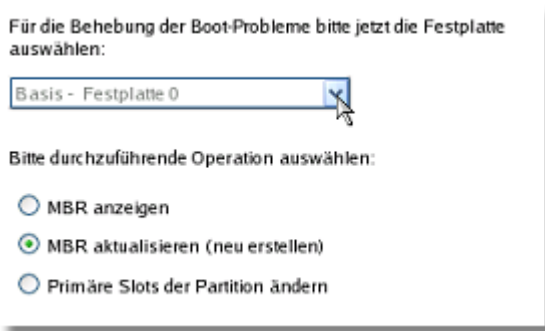 Für die Behebung der Boot-Probleme bitte jetzt die Festplatte
auswählen:
Basis - Festplatte 0
Bitte durchzuführende Operation auswählen:
MBR anzeigen
MBR aktualisieren (neu erstellen)
Primäre Slots der Partition ändern